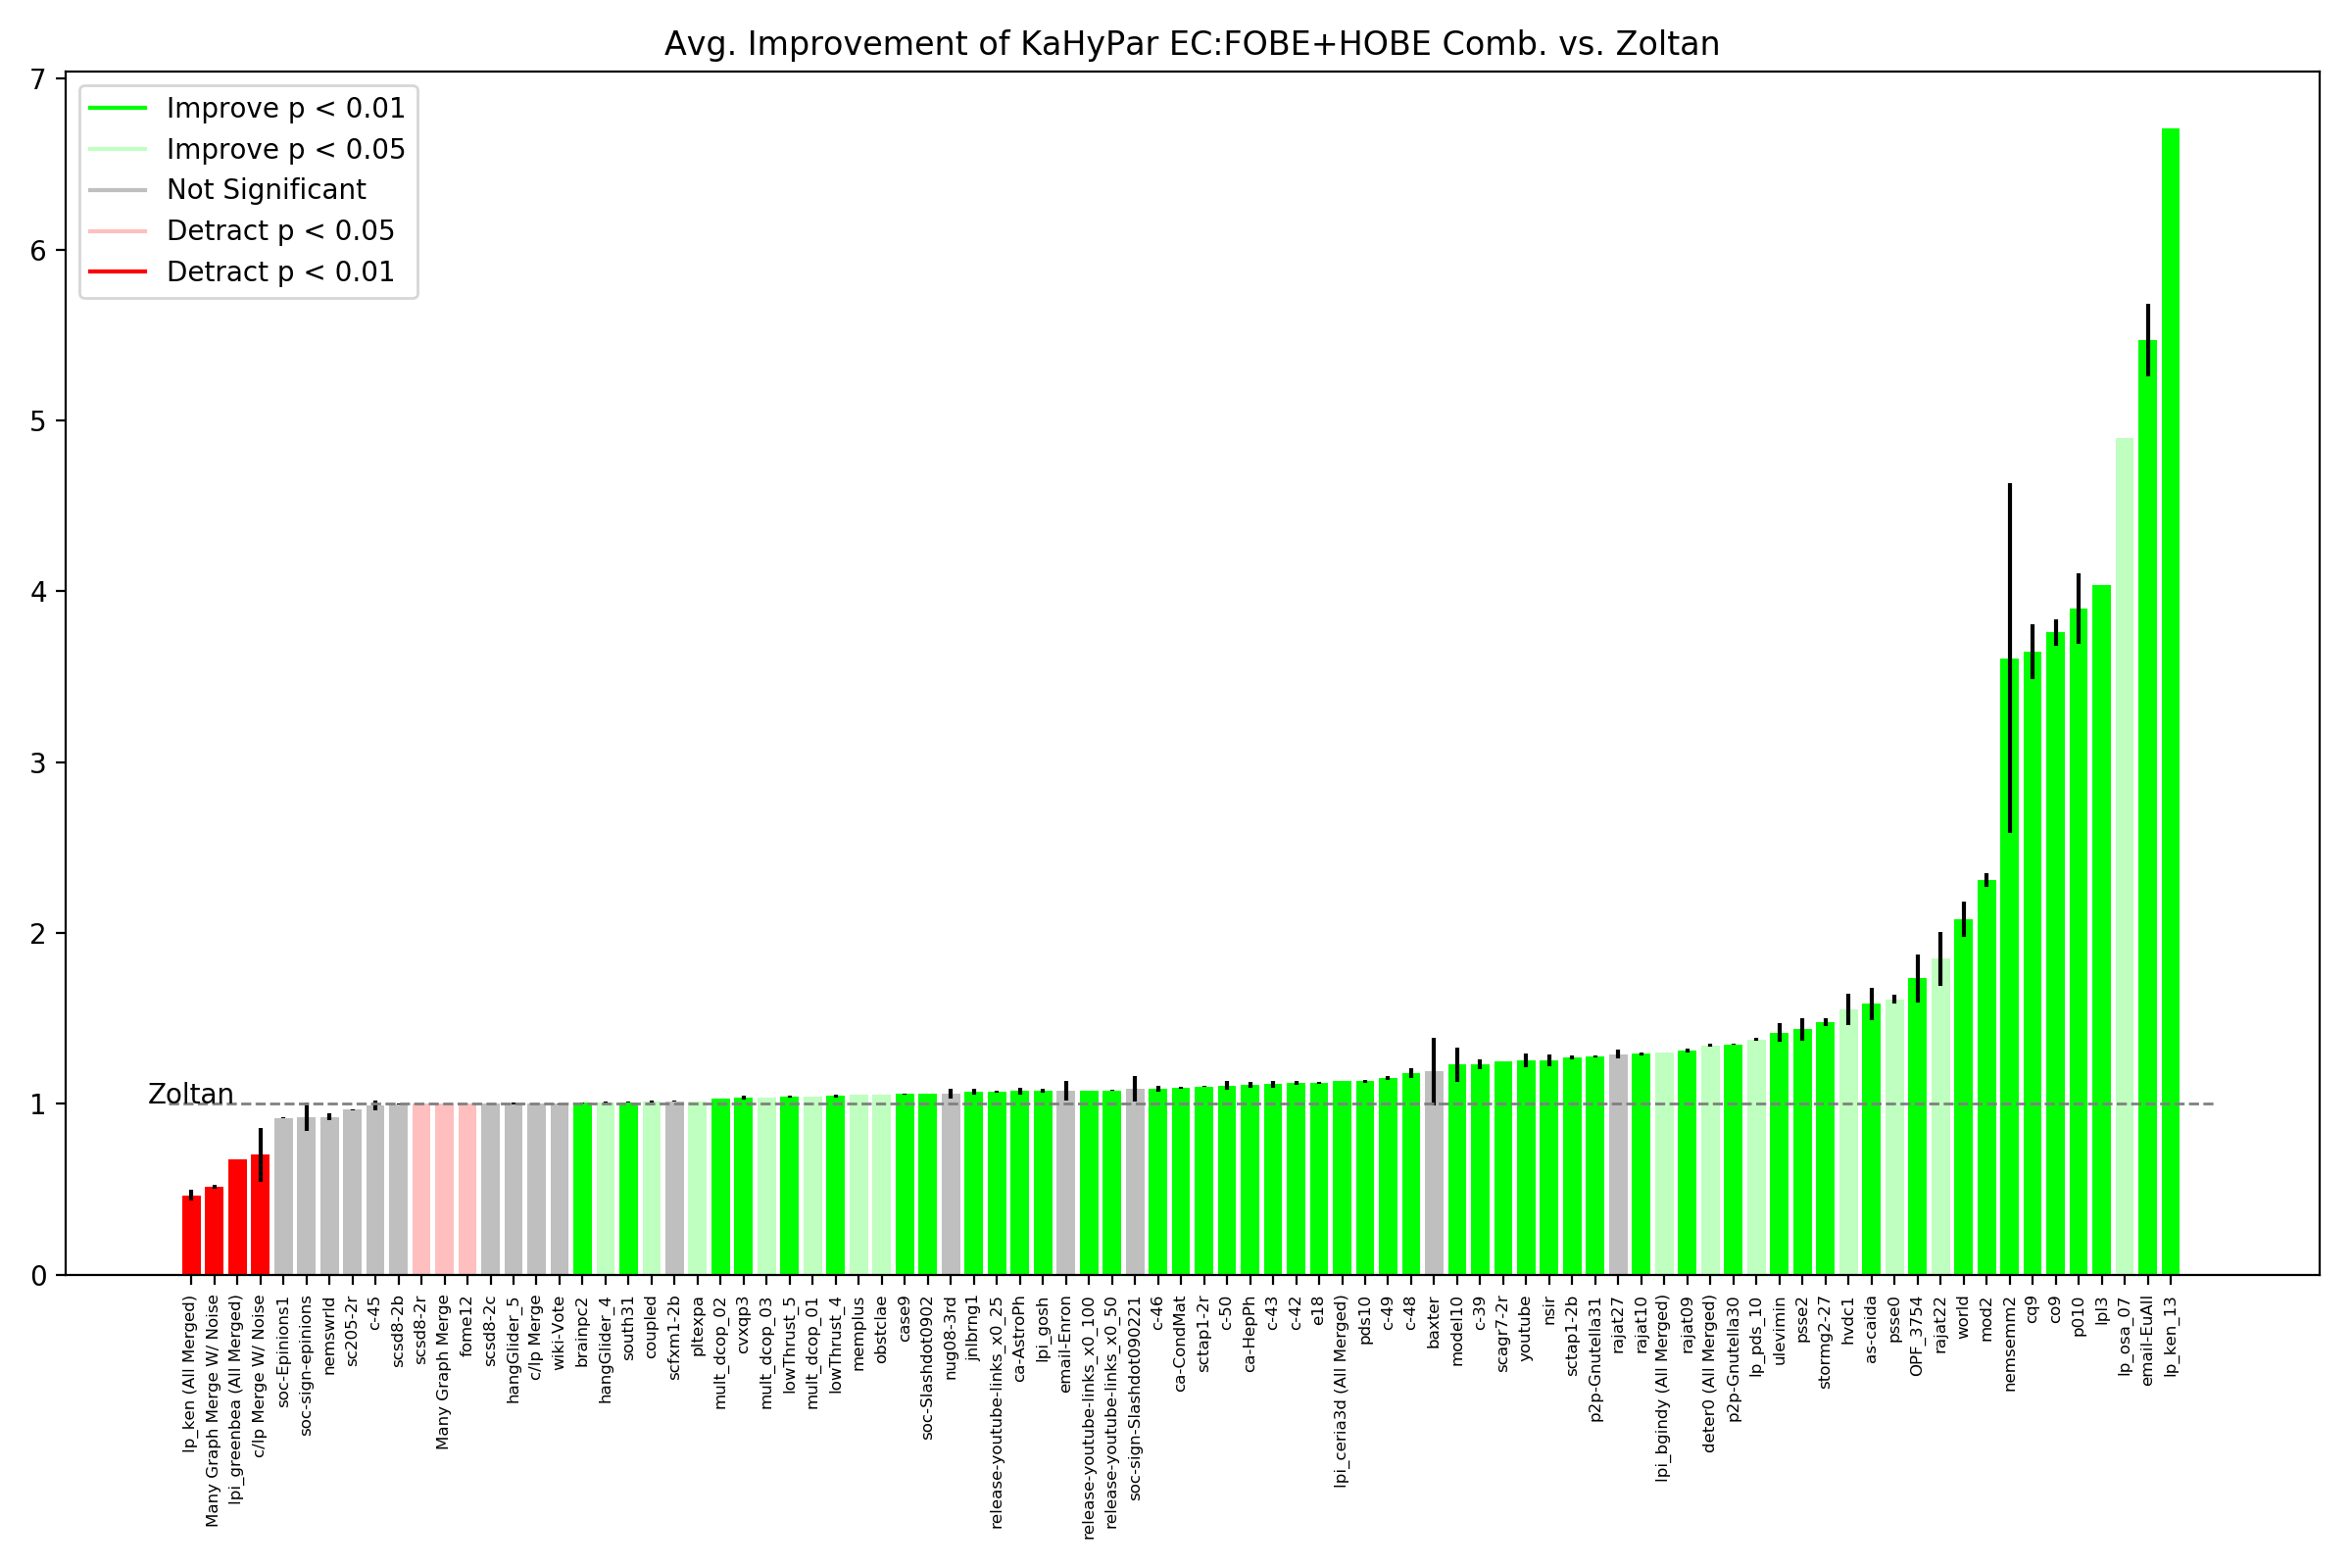 Avg. Improvement of KaHyPar EC:FOBE+HOBE Comb. vs. Zoltan
7
6
5
4
3
2
1
0
Improve p < 0.01
Improve p < 0.05
Not Significant
Detract p < 0.05
Detract p < 0.01
Zoltan
lp_ken (All Merged)
Many Graph Merge W/ Noise
lpi_greenbea (All Merged)
c/lp Merge W/ Noise
soc-Epinions1
soc-sign-epinions
nemswrld
sc205-2r
c-45
scsd8-2b
scsd8-2r
Many Graph Merge
fome12
scsd8-2c
hangGlider_5
c/lp Merge
wiki-Vote
brainpc2
hangGlider_4
south31
coupled
scfxm1-2b
pltexpa
mult_dcop_02
cvxqp3
mult_dcop_03
lowThrust_5
mult_dcop_01
lowThrust_4
memplus
obstclae
case9
soc-Slashdot0902
nug08-3rd
jnlbrng1
release-youtube-links_x0_25
ca-AstroPh
lpi_gosh
email-Enron
release-youtube-links_x0_100
release-youtube-links_x0_50
soc-sign-Slashdot090221
c-46
ca-CondMat
sctap1-2r
c-50
ca-HepPh
c-43
c-42
e18
lpi_ceria3d (All Merged)
pds10
c-49
c-48
baxter
model10
c-39
scagr7-2r
youtube
nsir
sctap1-2b
p2p-Gnutella31
rajat27
rajat10
lpi_bgindy (All Merged)
rajat09
deter0 (All Merged)
p2p-Gnutella30
lp_pds_10
ulevimin
psse2
stormg2-27
hvdc1
as-caida
psse0
OPF_3754
rajat22
world
mod2
nemsemm2
cq9
co9
p010
lpl3
lp_osa_07
email-EuAll
lp_ken_13